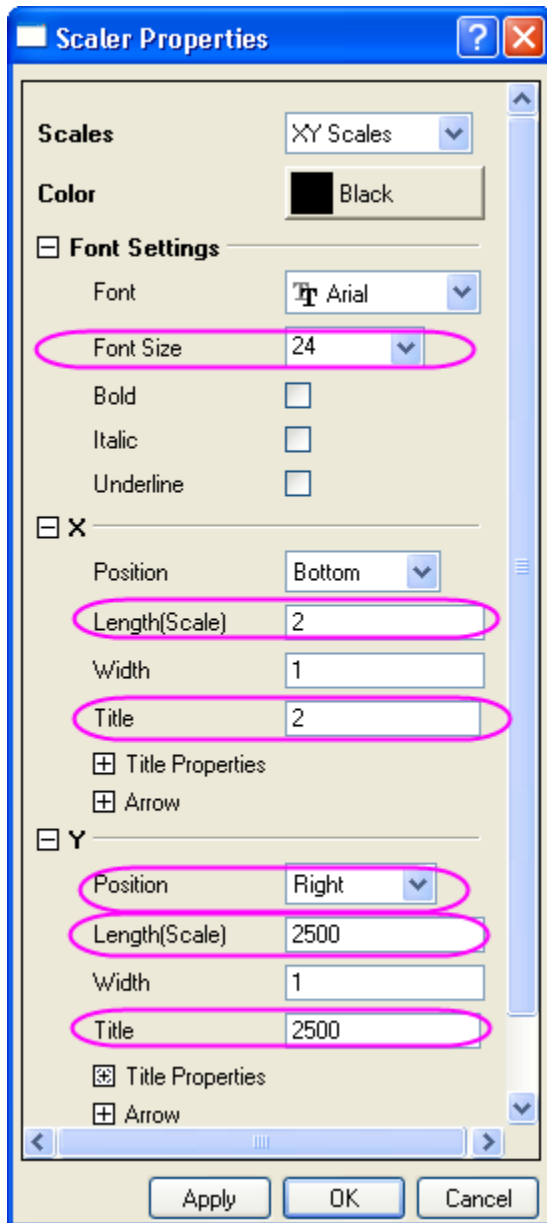 Scaler Properties
Scales XY Scales
Color Black
Font Settings
Font Arial
Font Size 24
Bold
Italic
Underline
X
Position Bottom
Length(Scale) 2
Width 1
Title 2
Title Properties
Arrow
Y
Position Right
Length(Scale) 2500
Width 1
Title 2500
Title Properties
Arrow
Apply OK Cancel